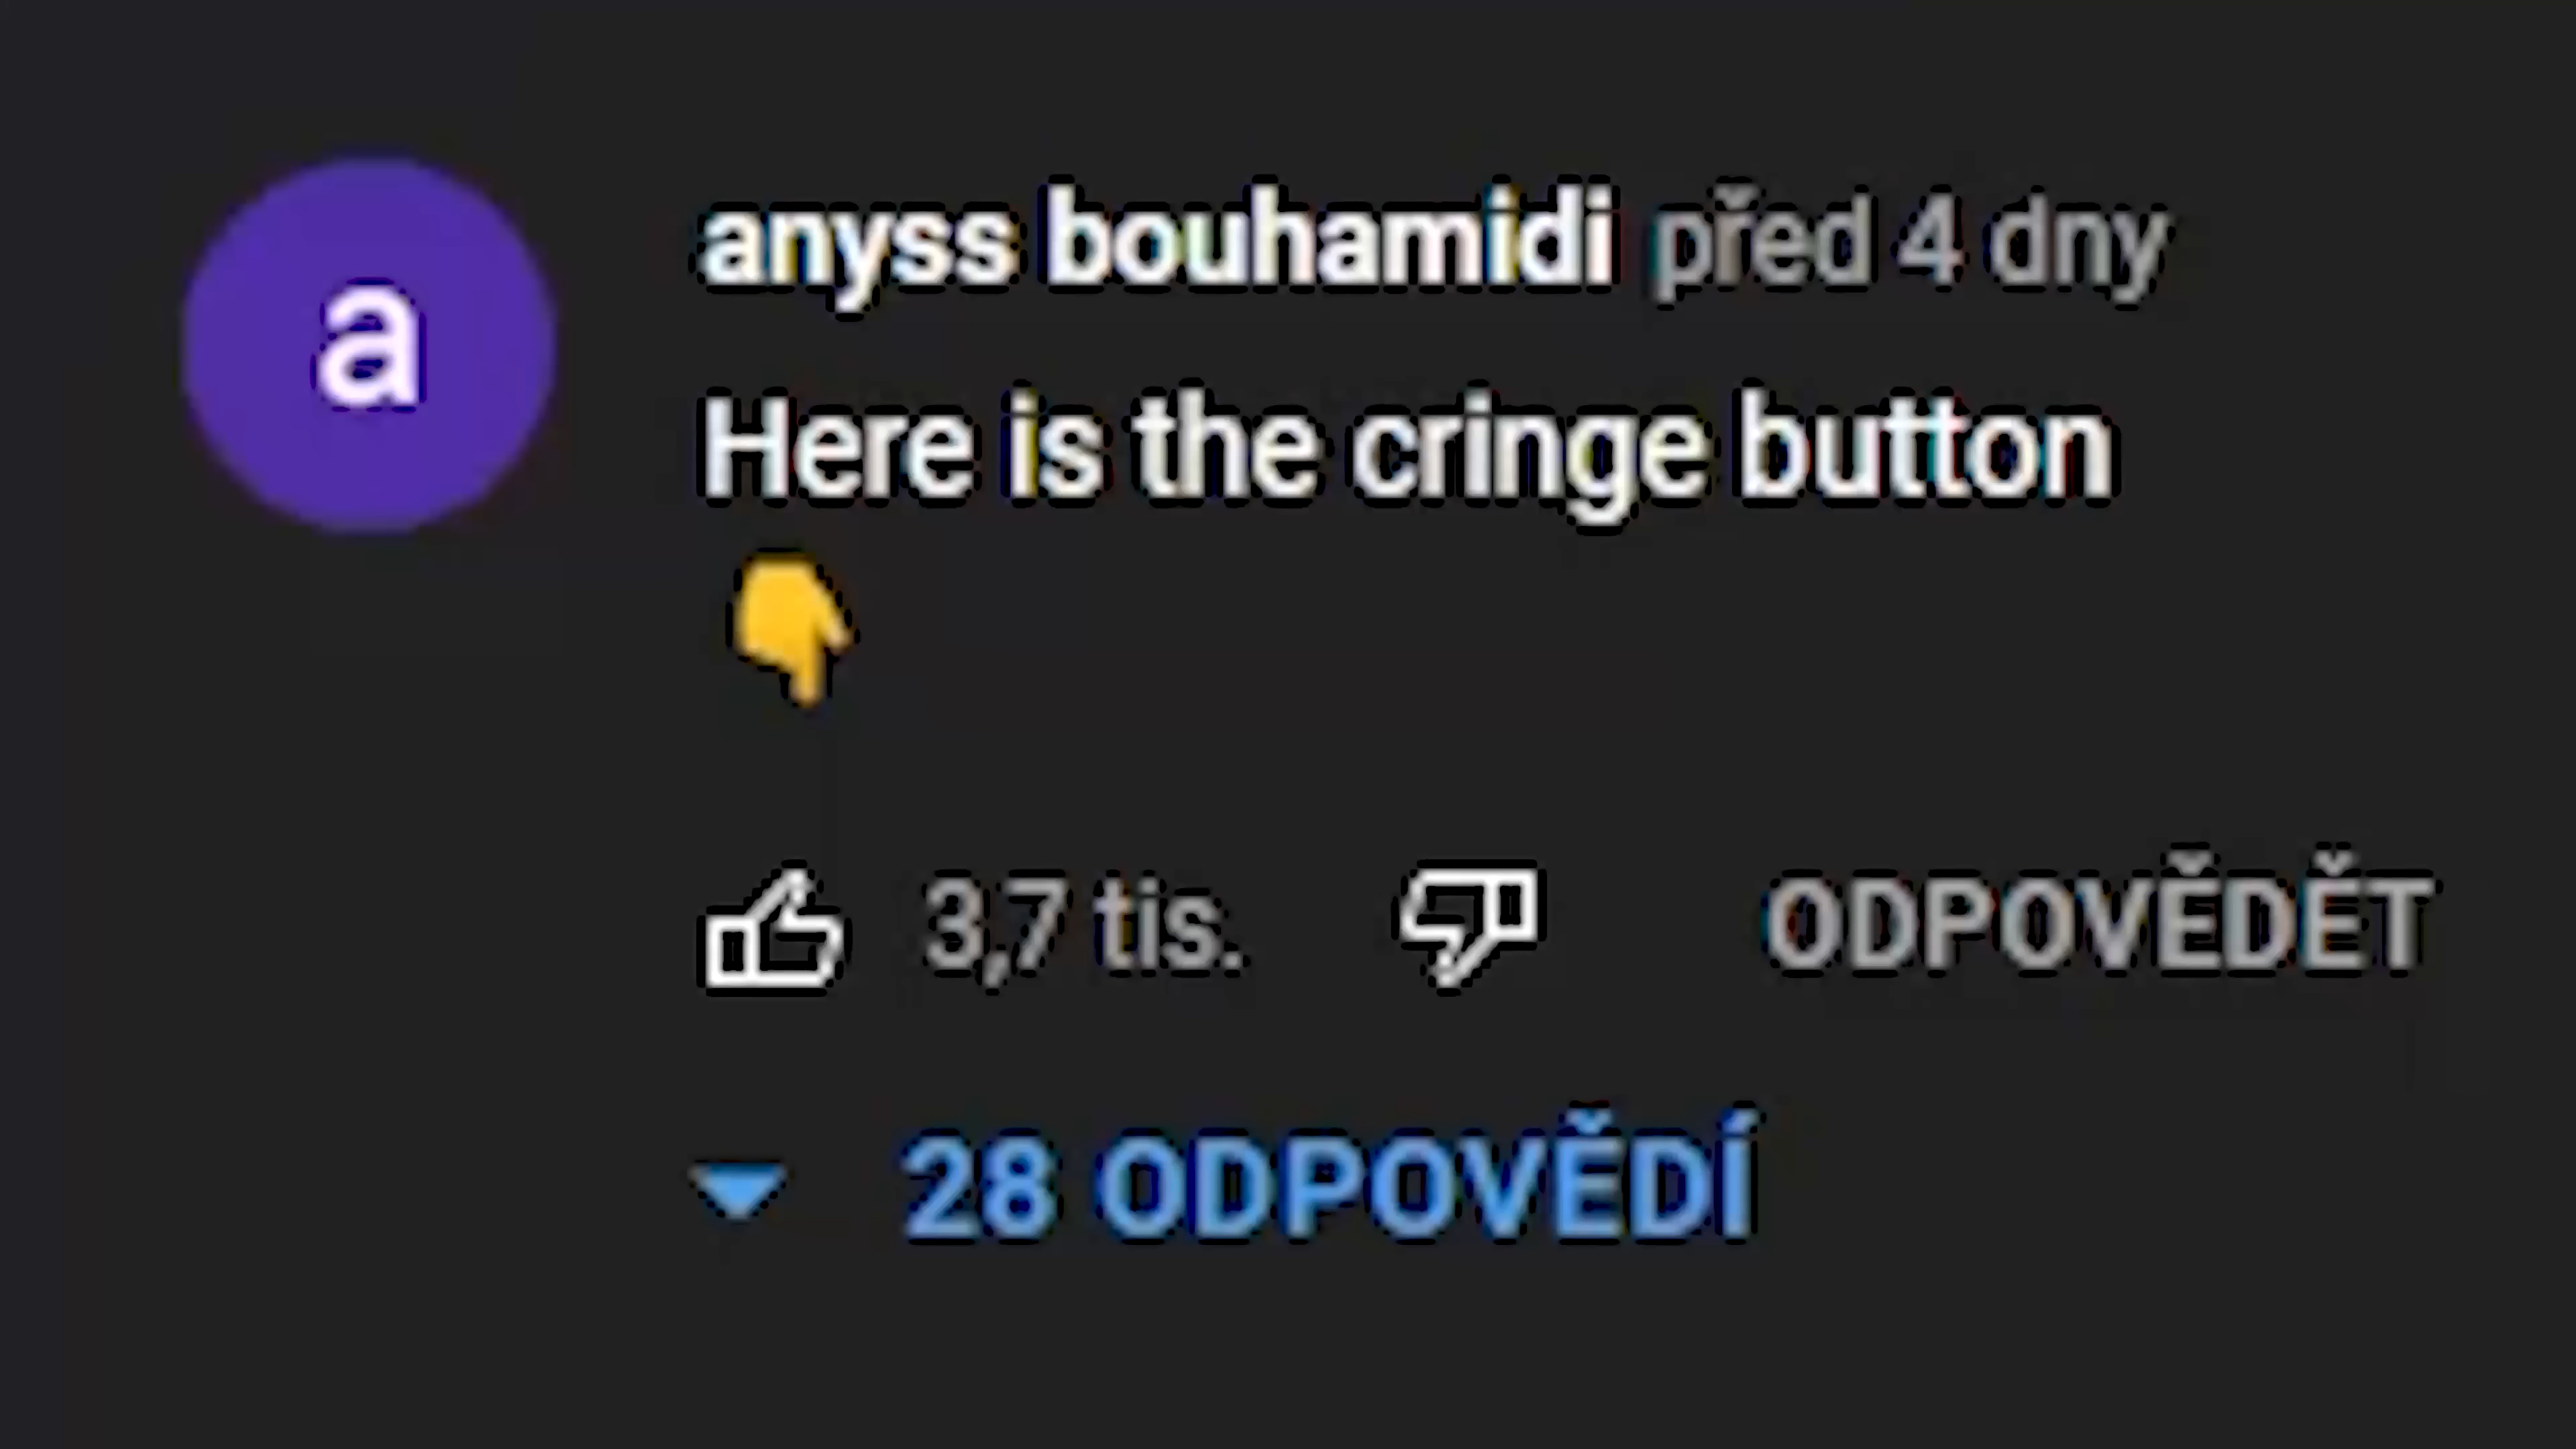 a
anyss bouhamidi před 4 dny
Here is the cringe button
👇
3,7 tis. ODPOVĚDĚT
28 ODPOVĚDÍ